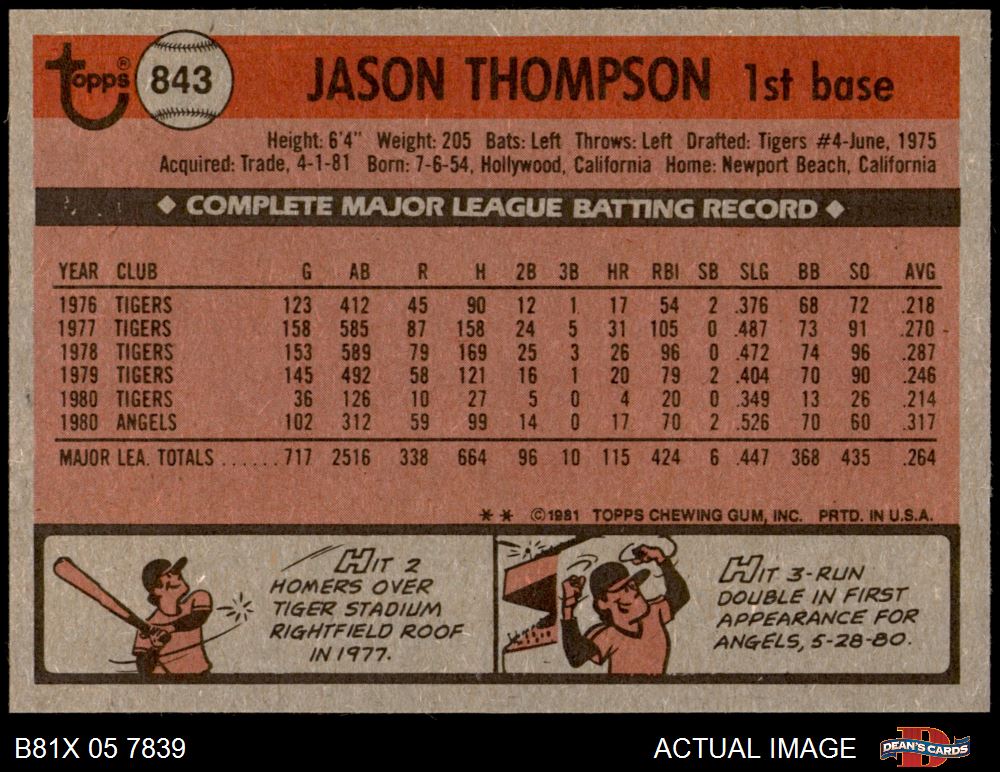 Topps® 843 JASON THOMPSON 1st base
Height: 6'4" Weight: 205 Bats: Left Throws: Left Drafted: Tigers #4-June, 1975
Acquired: Trade, 4-1-81 Born: 7-6-54, Hollywood, California Home: Newport Beach, California
◆ COMPLETE MAJOR LEAGUE BATTING RECORD ◆
YEAR CLUB G AB R H 2B 3B HR RBI SB SLG BB SO AVG
1976 TIGERS 123 412 45 90 12 1 17 54 2 .376 68 72 .218
1977 TIGERS 158 585 87 158 24 5 31 105 0 .487 73 91 .270
1978 TIGERS 153 589 79 169 25 3 26 96 0 .472 74 96 .287
1979 TIGERS 145 492 58 121 16 1 20 79 2 .404 70 90 .246
1980 TIGERS 36 126 10 27 5 0 4 20 0 .349 13 26 .214
1980 ANGELS 102 312 59 99 14 0 17 70 2 .526 70 60 .317
MAJOR LEA. TOTALS ...... 717 2516 338 664 96 10 115 424 6 .447 368 435 .264
** ©1981 TOPPS CHEWING GUM, INC. PRTD. IN U.S.A.
HIT 2
HOMERS OVER
TIGER STADIUM
RIGHTFIELD ROOF
IN 1977.
HIT 3-RUN
DOUBLE IN FIRST
APPEARANCE FOR
ANGELS, 5-28-80.
B81X 05 7839 ACTUAL IMAGE DEAN'S CARDS